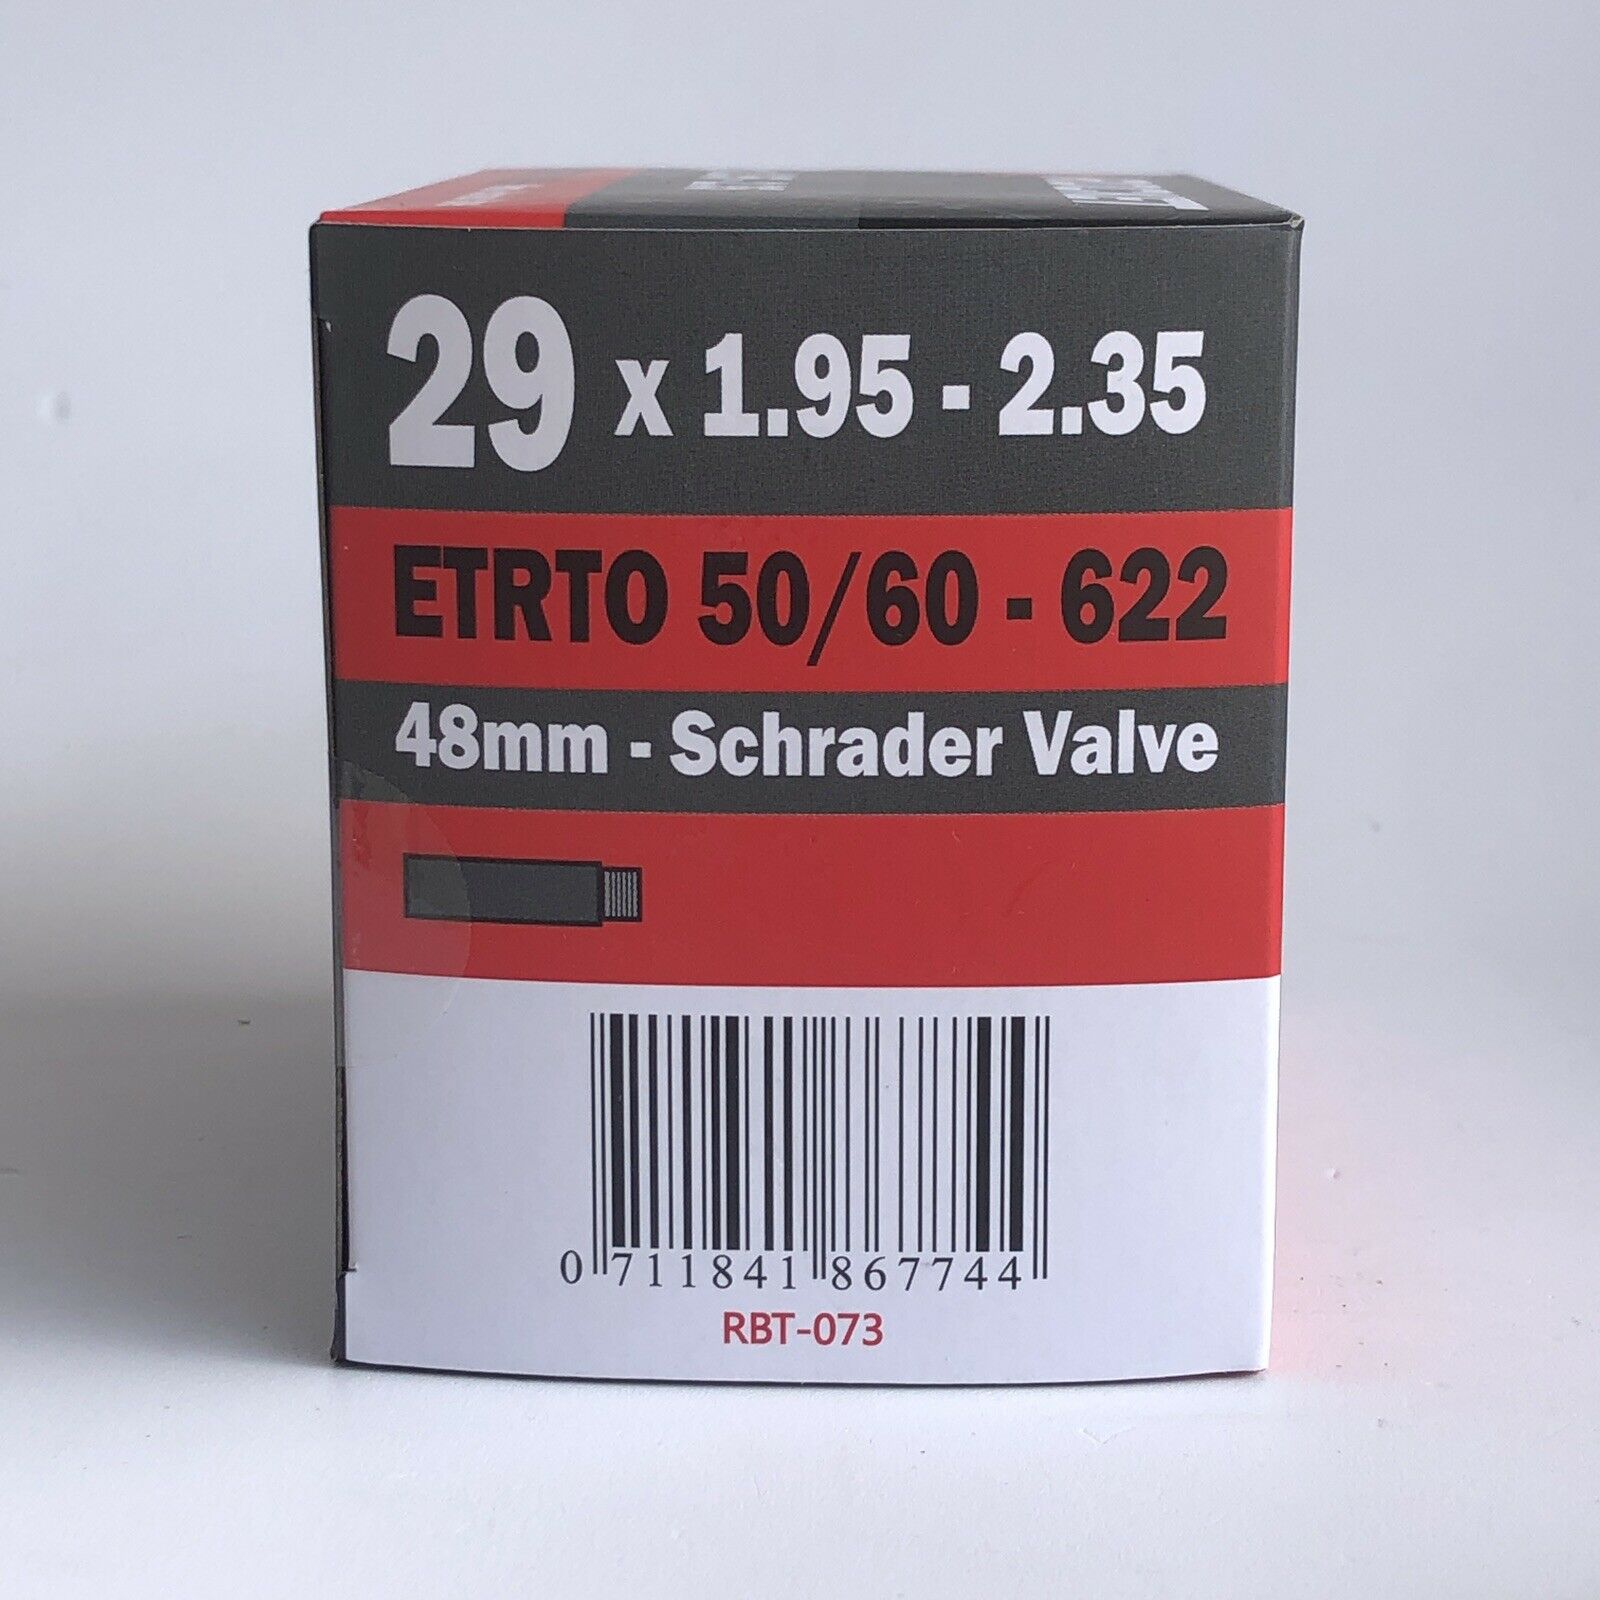 29 x 1.95 - 2.35
ETRTO 50/60 - 622
48mm - Schrader Valve
0 711841 867744
RBT-073